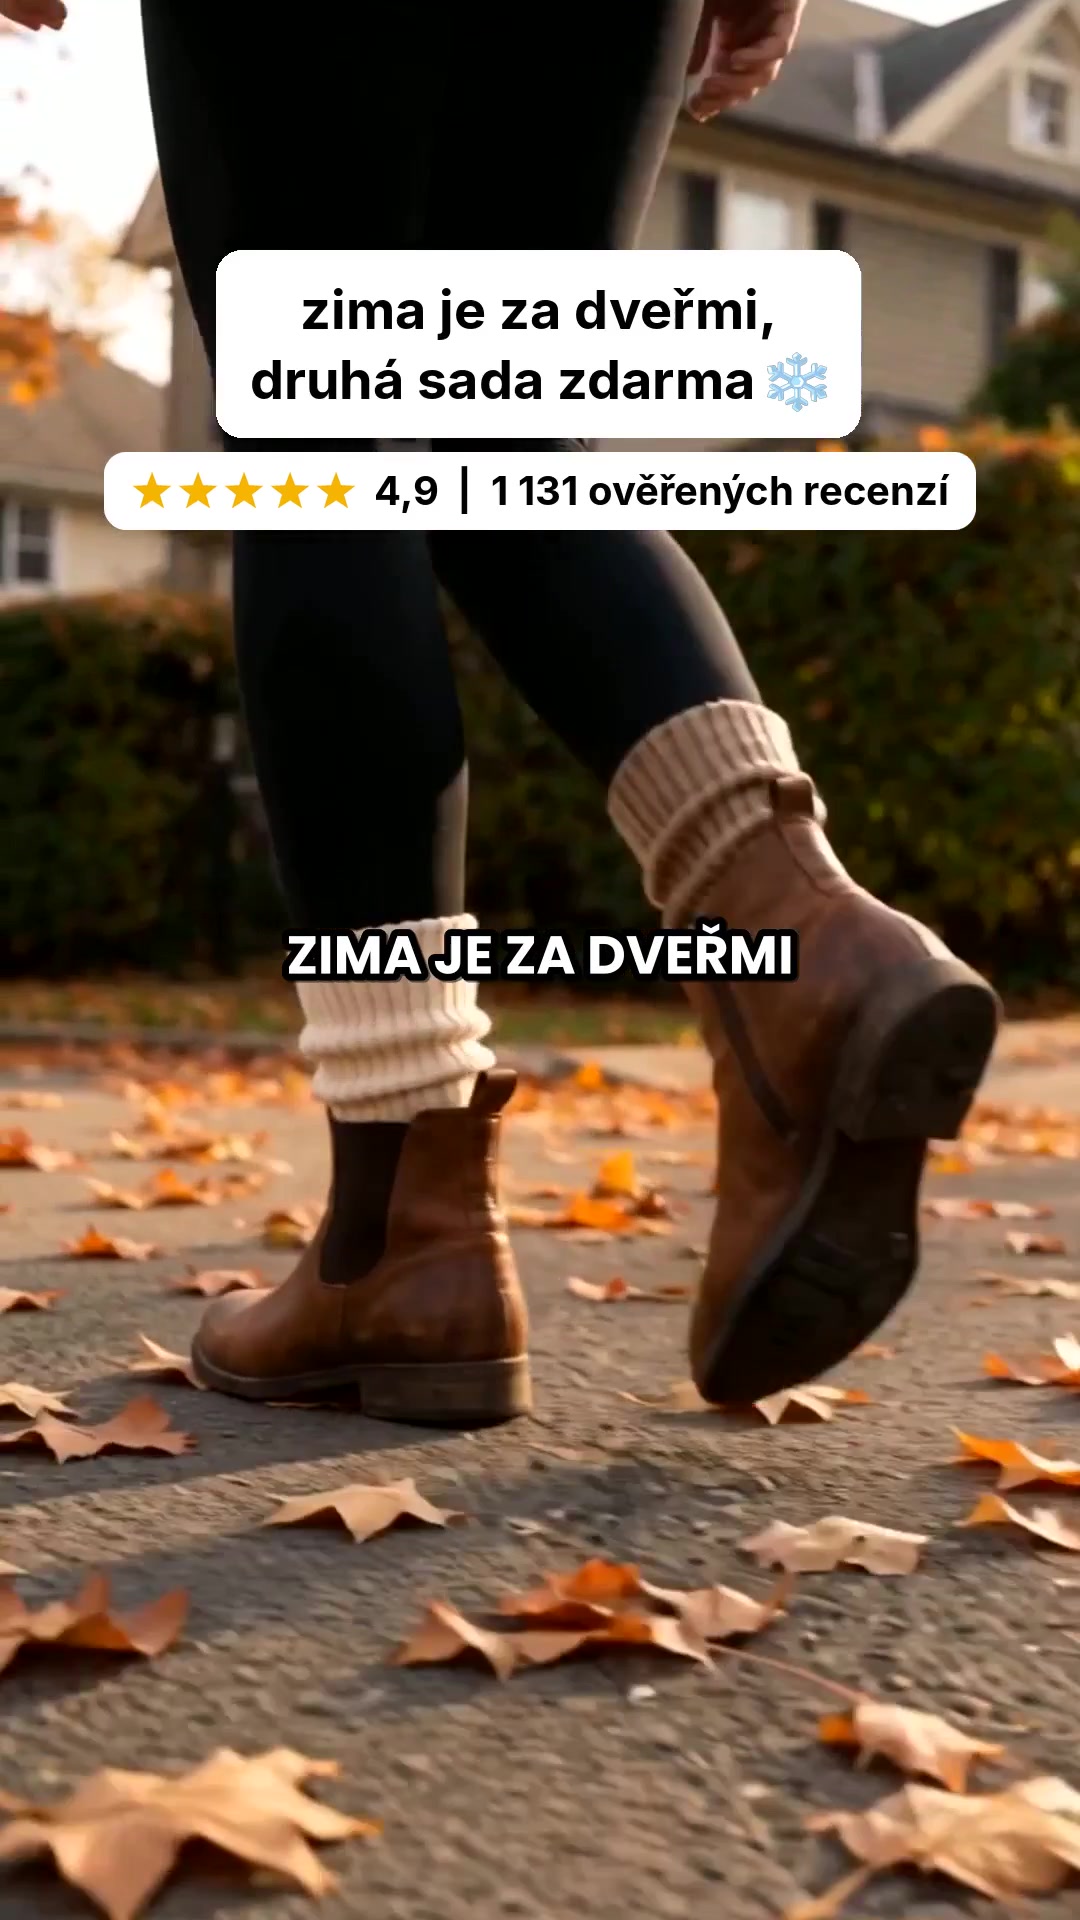 zima je za dveřmi,
druhá sada zdarma ❄️
★★★★★ 4,9 | 1 131 ověřených recenzí
ZIMA JE ZA DVEŘMI